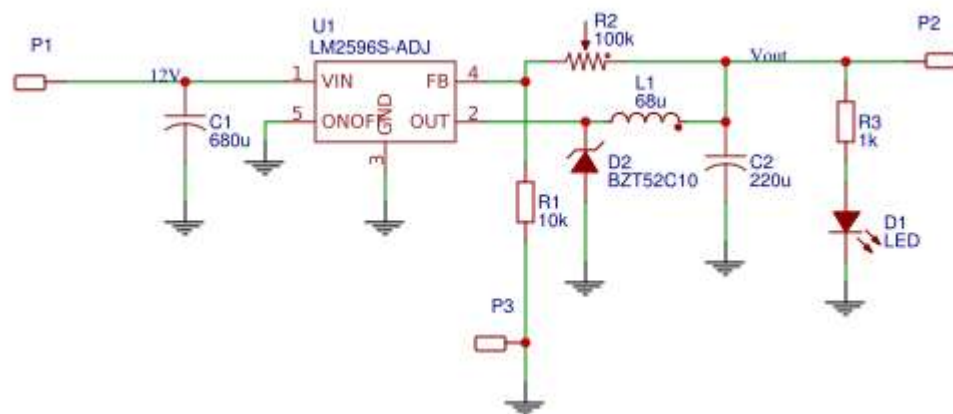 P1
12V
C1
680u
U1
LM2596S-ADJ
1
VIN
FB
4
5
ONOFF
OUT
2
GND
3
R2
100k
Vout
P2
L1
68u
D2
BZT52C10
C2
220u
R3
1k
R1
10k
D1
LED
P3